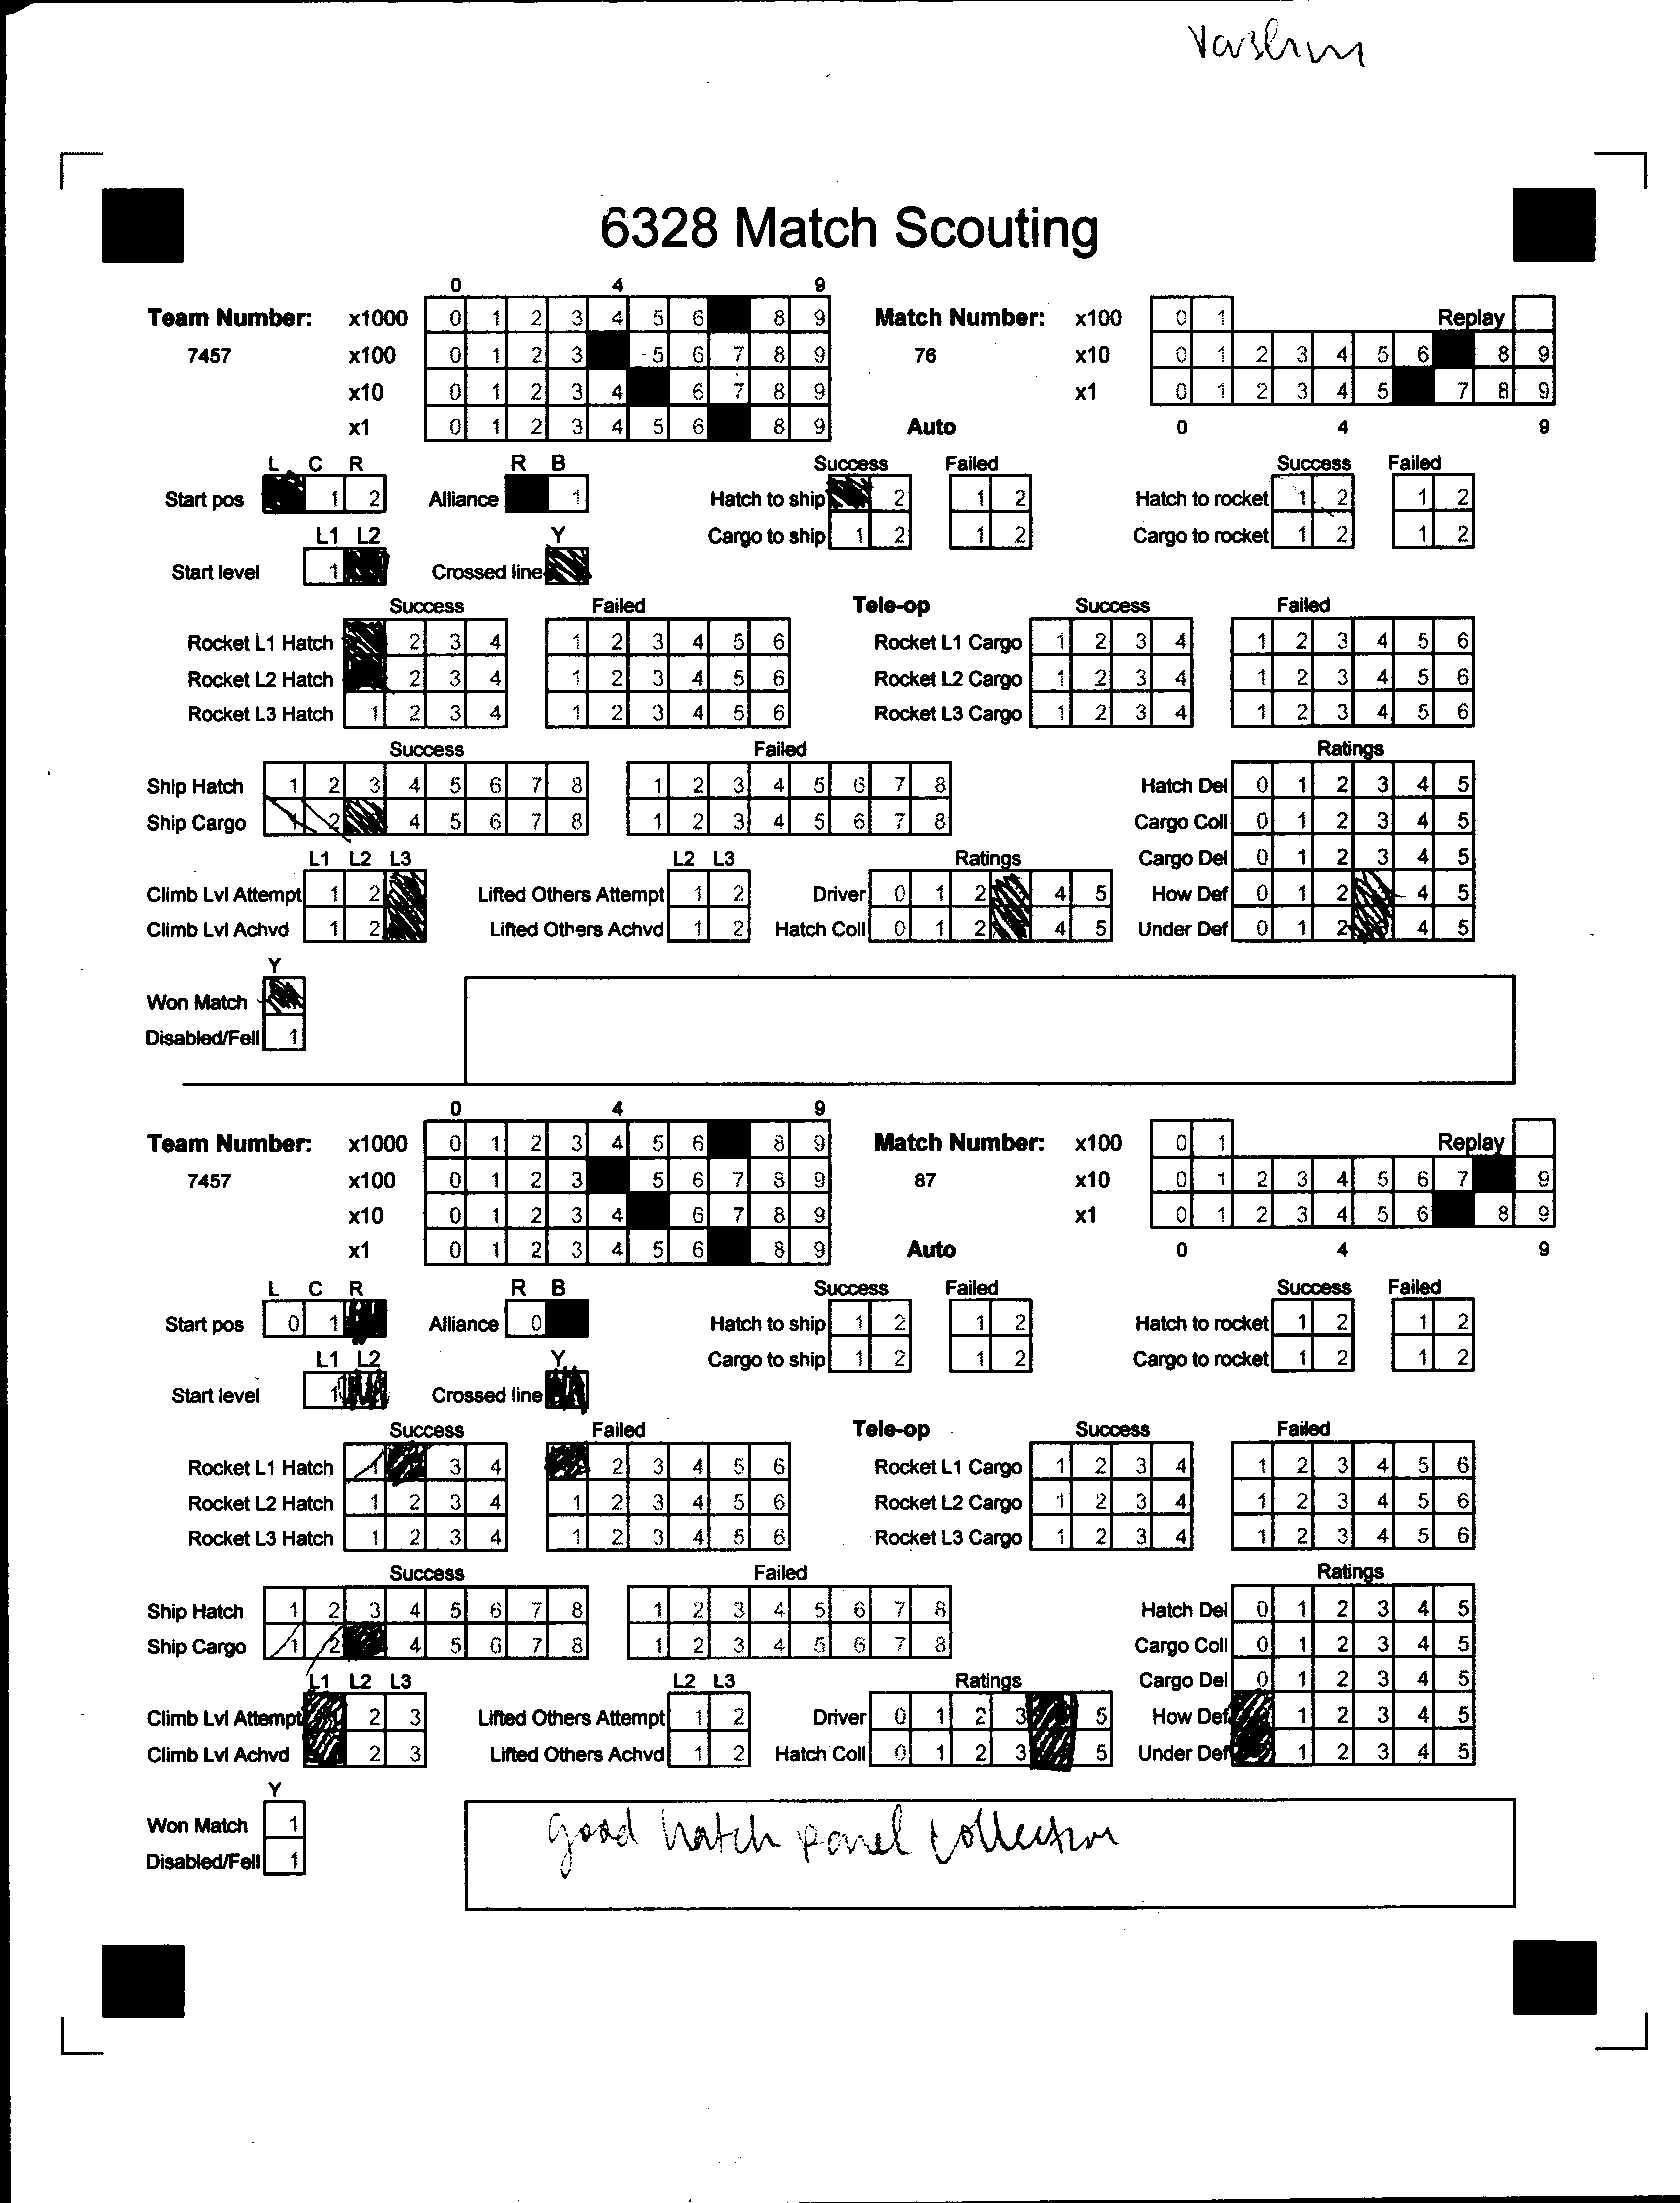 6328 Match Scouting
0 4 9
Team Number: x1000 0 1 2 3 4 5 6 8 9 Match Number: x100 0 1 Replay
7457 x100 0 1 2 3 5 6 7 8 9 76 x10 0 1 2 3 4 5 6 8 9
x10 0 1 2 3 4 6 7 8 9 x1 0 1 2 3 4 5 7 8 9
x1 0 1 2 3 4 5 6 8 9 Auto 0 4 9
L C R R B Success Failed Success Failed
Start pos 1 2 Alliance 1 Hatch to ship 2 1 2 Hatch to rocket 1 2 1 2
L1 L2 Y Cargo to ship 1 2 1 2 Cargo to rocket 1 2 1 2
Start level 1 Crossed line
Success Failed Tele-op Success Failed
Rocket L1 Hatch 2 3 4 1 2 3 4 5 6 Rocket L1 Cargo 1 2 3 4 1 2 3 4 5 6
Rocket L2 Hatch 2 3 4 1 2 3 4 5 6 Rocket L2 Cargo 1 2 3 4 1 2 3 4 5 6
Rocket L3 Hatch 1 2 3 4 1 2 3 4 5 6 Rocket L3 Cargo 1 2 3 4 1 2 3 4 5 6
Success Failed Ratings
Ship Hatch 1 2 3 4 5 6 7 8 1 2 3 4 5 6 7 8 Hatch Del 0 1 2 3 4 5
Ship Cargo 1 2 4 5 6 7 8 1 2 3 4 5 6 7 8 Cargo Coll 0 1 2 3 4 5
L1 L2 L3 L2 L3 Ratings Cargo Del 0 1 2 3 4 5
Climb Lvl Attempt 1 2 Lifted Others Attempt 1 2 Driver 0 1 2 4 5 How Def 0 1 2 4 5
Climb Lvl Achvd 1 2 Lifted Others Achvd 1 2 Hatch Coll 0 1 2 4 5 Under Def 0 1 2 4 5
Y
Won Match
Disabled/Fell 1
0 4 9
Team Number: x1000 0 1 2 3 4 5 6 8 9 Match Number: x100 0 1 Replay
7457 x100 0 1 2 3 5 6 7 8 9 87 x10 0 1 2 3 4 5 6 7 9
x10 0 1 2 3 4 6 7 8 9 x1 0 1 2 3 4 5 6 8 9
x1 0 1 2 3 4 5 6 8 9 Auto 0 4 9
L C R R B Success Failed Success Failed
Start pos 0 1 Alliance 0 Hatch to ship 1 2 1 2 Hatch to rocket 1 2 1 2
L1 L2 Y Cargo to ship 1 2 1 2 Cargo to rocket 1 2 1 2
Start level 1 Crossed line
Success Failed Tele-op Success Failed
Rocket L1 Hatch 1 3 4 2 3 4 5 6 Rocket L1 Cargo 1 2 3 4 1 2 3 4 5 6
Rocket L2 Hatch 1 2 3 4 1 2 3 4 5 6 Rocket L2 Cargo 1 2 3 4 1 2 3 4 5 6
Rocket L3 Hatch 1 2 3 4 1 2 3 4 5 6 Rocket L3 Cargo 1 2 3 4 1 2 3 4 5 6
Success Failed Ratings
Ship Hatch 1 2 3 4 5 6 7 8 1 2 3 4 5 6 7 8 Hatch Del 0 1 2 3 4 5
Ship Cargo 1 2 4 5 6 7 8 1 2 3 4 5 6 7 8 Cargo Coll 0 1 2 3 4 5
L1 L2 L3 L2 L3 Ratings Cargo Del 0 1 2 3 4 5
Climb Lvl Attempt 2 3 Lifted Others Attempt 1 2 Driver 0 1 2 3 5 How Def 1 2 3 4 5
Climb Lvl Achvd 2 3 Lifted Others Achvd 1 2 Hatch Coll 0 1 2 3 5 Under Def 1 2 3 4 5
Y
Won Match 1
Disabled/Fell 1
good hatch panel collection